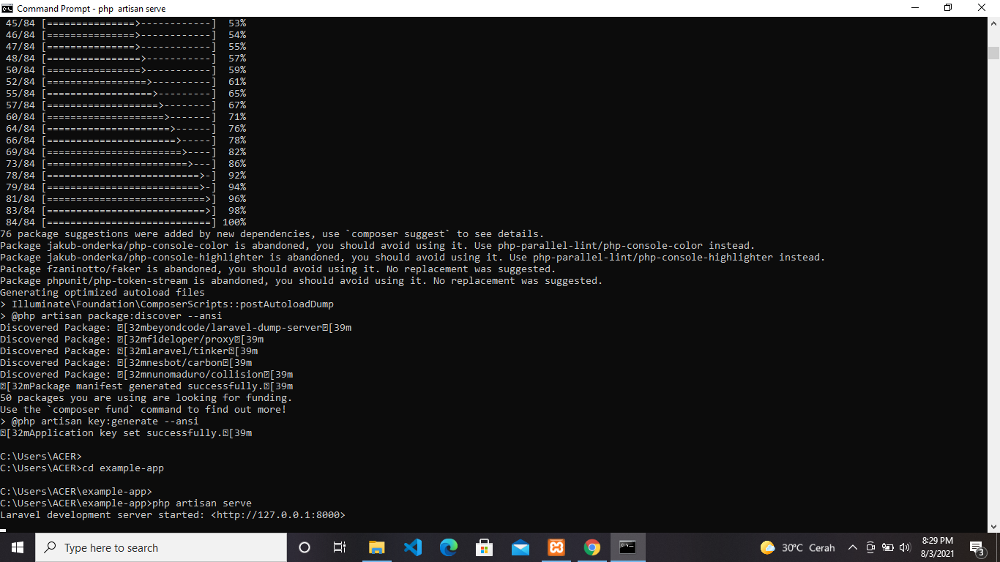 Command Prompt - php  artisan serve
45/84 [===============>------------]  53%
46/84 [===============>------------]  54%
47/84 [===============>------------]  55%
48/84 [================>-----------]  57%
50/84 [================>-----------]  59%
52/84 [=================>----------]  61%
55/84 [==================>---------]  65%
57/84 [===================>--------]  67%
60/84 [====================>-------]  71%
64/84 [=====================>------]  76%
66/84 [======================>-----]  78%
69/84 [=======================>----]  82%
73/84 [========================>---]  86%
78/84 [==========================>-]  92%
79/84 [==========================>-]  94%
81/84 [===========================>]  96%
83/84 [===========================>]  98%
84/84 [============================] 100%
76 package suggestions were added by new dependencies, use `composer suggest` to see details.
Package jakub-onderka/php-console-color is abandoned, you should avoid using it. Use php-parallel-lint/php-console-color instead.
Package jakub-onderka/php-console-highlighter is abandoned, you should avoid using it. Use php-parallel-lint/php-console-highlighter instead.
Package fzaninotto/faker is abandoned, you should avoid using it. No replacement was suggested.
Package phpunit/php-token-stream is abandoned, you should avoid using it. No replacement was suggested.
Generating optimized autoload files
> Illuminate\Foundation\ComposerScripts::postAutoloadDump
> @php artisan package:discover --ansi
Discovered Package: [32mbeyondcode/laravel-dump-server[39m
Discovered Package: [32mfideloper/proxy[39m
Discovered Package: [32mlaravel/tinker[39m
Discovered Package: [32mnesbot/carbon[39m
Discovered Package: [32mnunomaduro/collision[39m
[32mPackage manifest generated successfully.[39m
50 packages you are using are looking for funding.
Use the `composer fund` command to find out more!
> @php artisan key:generate --ansi
[32mApplication key set successfully.[39m
C:\Users\ACER>
C:\Users\ACER>cd example-app
C:\Users\ACER\example-app>
C:\Users\ACER\example-app>php artisan serve
Laravel development server started: <http://127.0.0.1:8000>
Type here to search
30°C Cerah
8:29 PM
8/3/2021
3